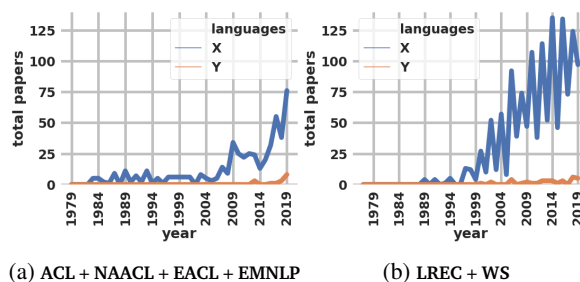 languages
X
Y
125
100
75
50
25
0
total papers
1979
1984
1989
1994
1999
2004
2009
2014
2019
year
(a) ACL + NAACL + EACL + EMNLP
languages
X
Y
125
100
75
50
25
0
total papers
1979
1984
1989
1994
1999
2004
2009
2014
2019
year
(b) LREC + WS